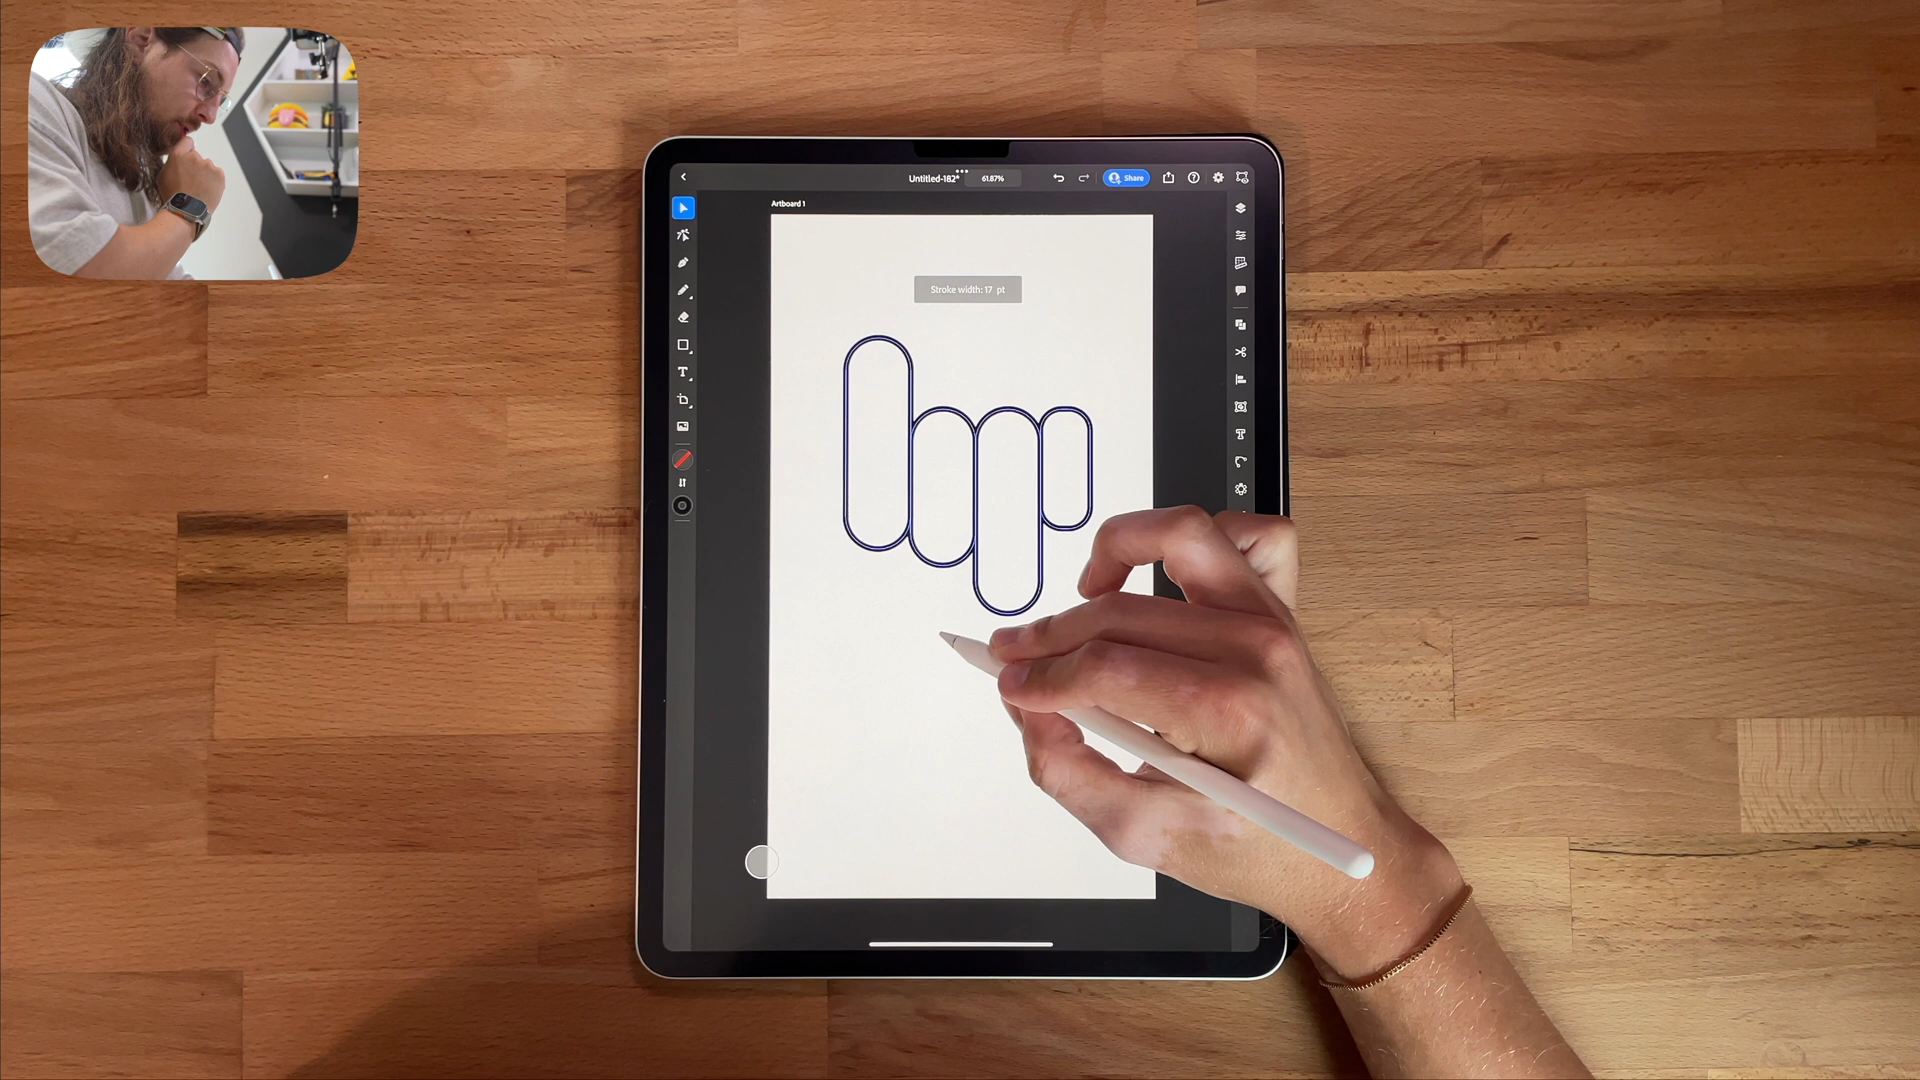 Untitled-182*
61.87%
Share
Artboard 1
Stroke width: 17 pt